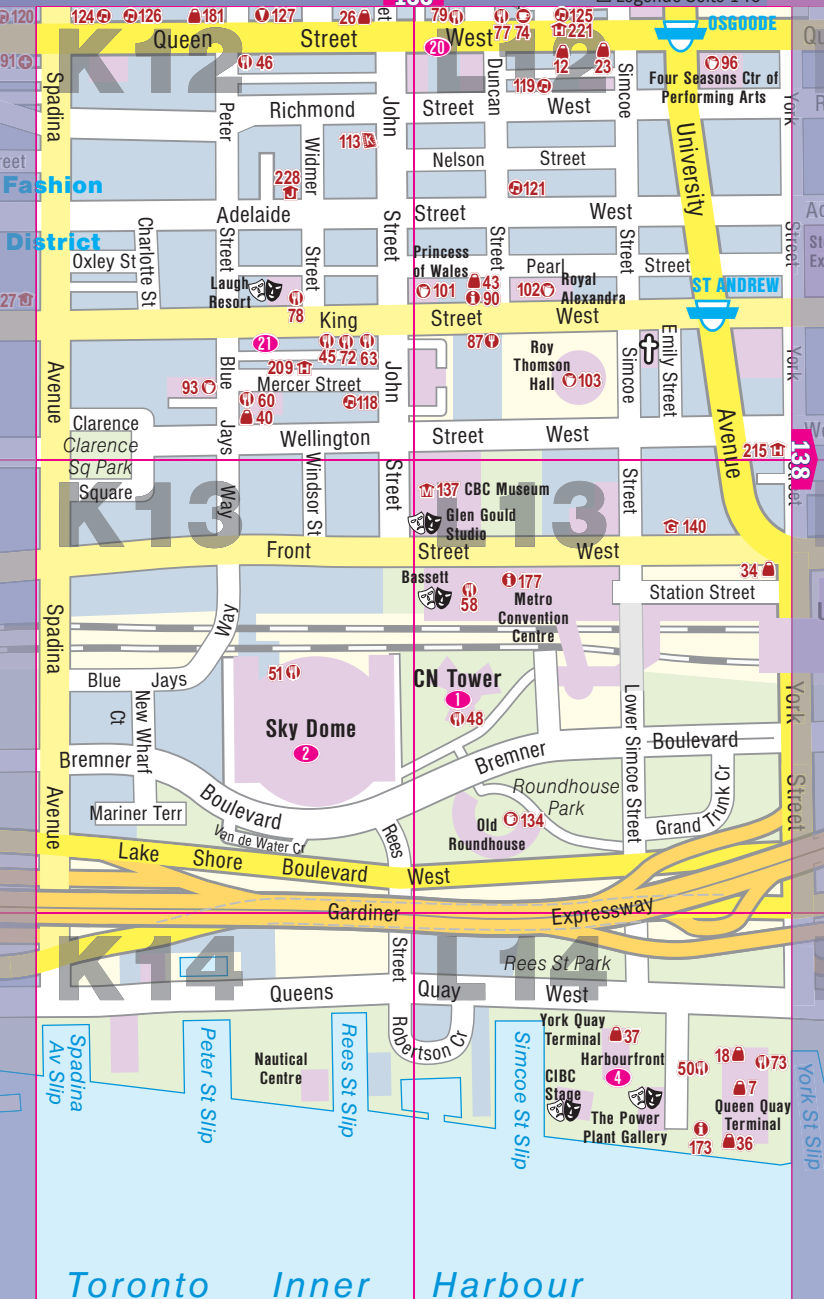 120
124
126
181
127
26
et
79
77 74
125
221
Queen Street West
Qu
OSGOODE
K12
L12
20
91
46
12
23
96
Four Seasons Ctr of
Performing Arts
Spadina
Peter
Richmond
John
Street
Duncan
119
West
Simcoe
York
R
University
113
Widmer
Nelson
Street
reet
Fashion
228
121
Adelaide
Street
West
Ad
District
Oxley St
Charlotte St
Street
Street
Street
Princess
of Wales
Street
Pearl
Street
Street
Street
27
Laugh
Resort
78
101
43
90
102
Royal
Alexandra
ST ANDREW
King
Street
West
21
45 72 63
87
Roy
Thomson
Hall
103
Simcoe
Emily Street
York
Avenue
Blue
209
Mercer Street
John
93
60
40
118
Avenue
Clarence
Clarence
Sq Park
Square
Jays
Way
Wellington
Street
West
215
138
Windsor St
Street
137 CBC Museum
Street
Street
K13
L13
Glen Gould
Studio
140
Front
Street
West
34
Bassett
58
177
Metro
Convention
Centre
Station Street
Spadina
Way
Blue Jays
51
CN Tower
1
48
Sky Dome
2
Ct
New Wharf
Lower Simcoe Street
York
Bremner
Boulevard
Bremner
Boulevard
Roundhouse
Park
Grand Trunk Cr
Street
Avenue
Mariner Terr
Van de Water Cr
Rees
Old
Roundhouse
134
Lake Shore Boulevard West
Gardiner
Expressway
K14
L14
Street
Rees St Park
Queens
Quay
West
Robertson Cr
York Quay
Terminal
37
Harbourfront
4
18
50
73
7
Spadina
Av Slip
Peter St Slip
Nautical
Centre
Rees St Slip
Simcoe St Slip
CIBC
Stage
The Power
Plant Gallery
Queen Quay
Terminal
173
36
York St Slip
Toronto Inner Harbour